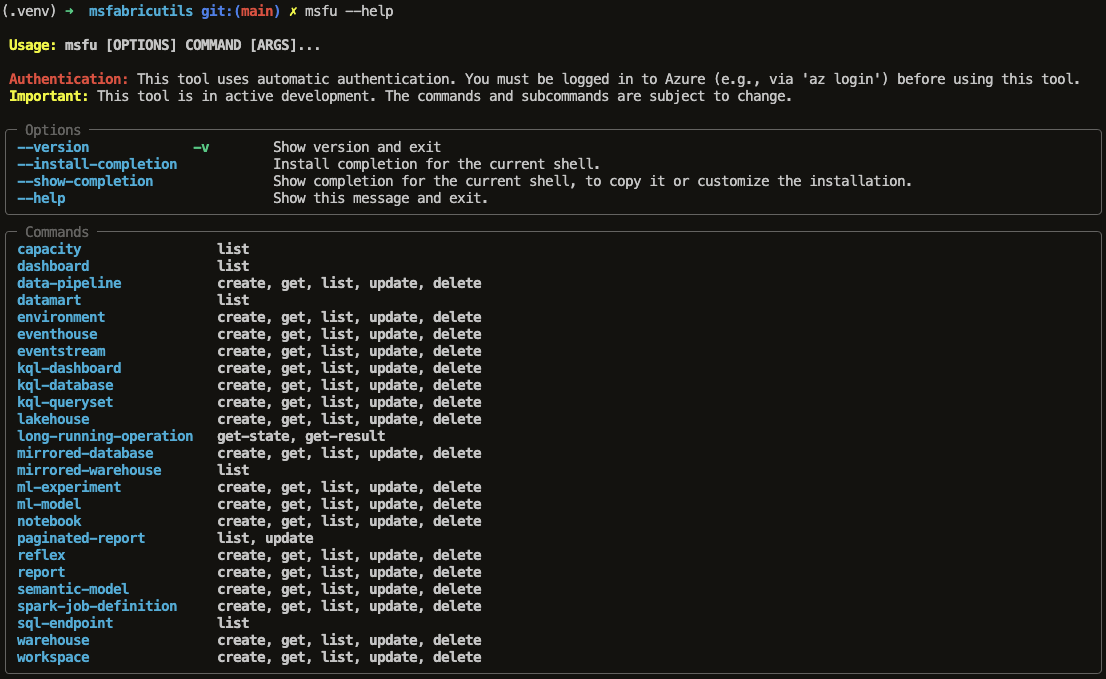 (.venv) → msfabricutils git:(main) ✗ msfu --help
Usage: msfu [OPTIONS] COMMAND [ARGS]...
Authentication: This tool uses automatic authentication. You must be logged in to Azure (e.g., via 'az login') before using this tool.
Important: This tool is in active development. The commands and subcommands are subject to change.
Options
--version -v Show version and exit
--install-completion Install completion for the current shell.
--show-completion Show completion for the current shell, to copy it or customize the installation.
--help Show this message and exit.
Commands
capacity list
dashboard list
data-pipeline create, get, list, update, delete
datamart list
environment create, get, list, update, delete
eventhouse create, get, list, update, delete
eventstream create, get, list, update, delete
kql-dashboard create, get, list, update, delete
kql-database create, get, list, update, delete
kql-queryset create, get, list, update, delete
lakehouse create, get, list, update, delete
long-running-operation get-state, get-result
mirrored-database create, get, list, update, delete
mirrored-warehouse list
ml-experiment create, get, list, update, delete
ml-model create, get, list, update, delete
notebook create, get, list, update, delete
paginated-report list, update
reflex create, get, list, update, delete
report create, get, list, update, delete
semantic-model create, get, list, update, delete
spark-job-definition create, get, list, update, delete
sql-endpoint list
warehouse create, get, list, update, delete
workspace create, get, list, update, delete